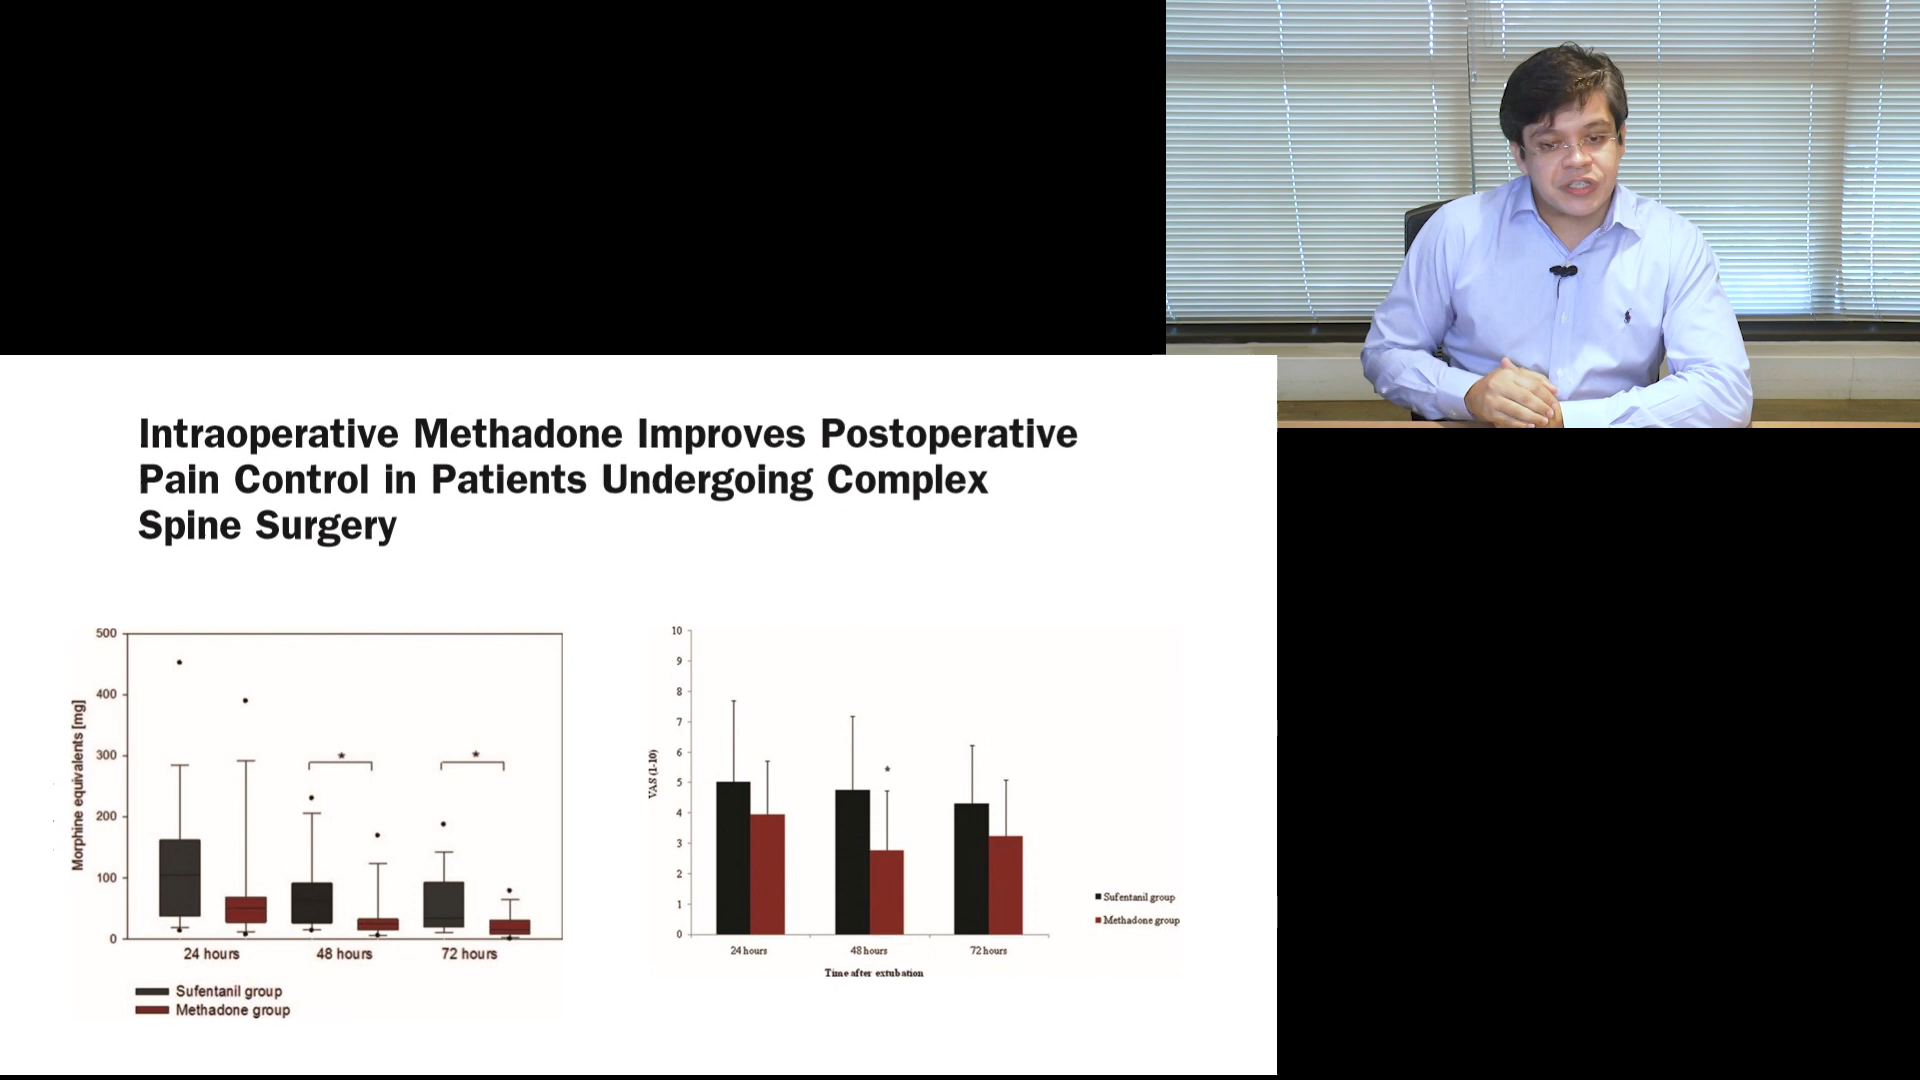 Intraoperative Methadone Improves Postoperative
Pain Control in Patients Undergoing Complex
Spine Surgery
Morphine equivalents [mg]
500
400
300
200
100
0
*
*
24 hours
48 hours
72 hours
Sufentanil group
Methadone group
VAS (1-10)
10
9
8
7
6
5
4
3
2
1
0
*
24 hours
48 hours
72 hours
Time after extubation
Sufentanil group
Methadone group